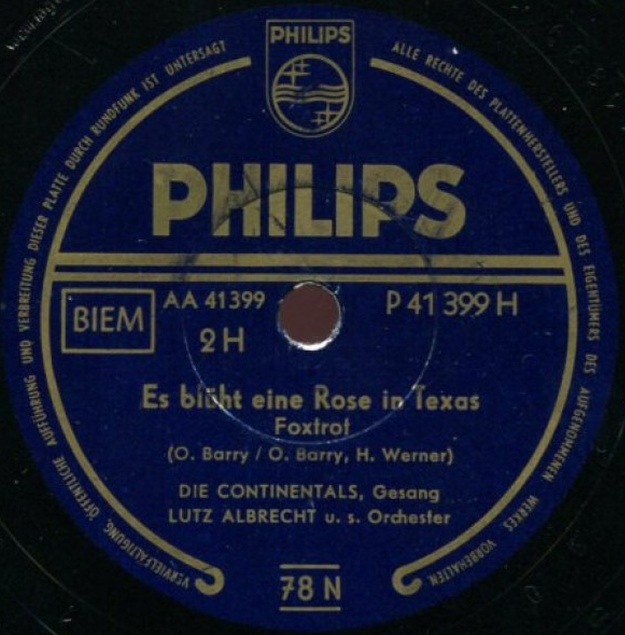 ALLE RECHTE DES PLATTENHERSTELLERS UND DES EIGENTÜMERS DES AUFGENOMMENEN WERKES VORBEHALTEN
VERVIELFÄLTIGUNG, ÖFFENTLICHE AUFFÜHRUNG UND VERBREITUNG DIESER PLATTE DURCH RUNDFUNK IST UNTERSAGT
PHILIPS
PHILIPS
BIEM
AA 41399
2 H
P 41 399 H
Es blüht eine Rose in Texas
Foxtrot
(O. Barry / O. Barry, H. Werner)
DIE CONTINENTALS, Gesang
LUTZ ALBRECHT u. s. Orchester
78 N